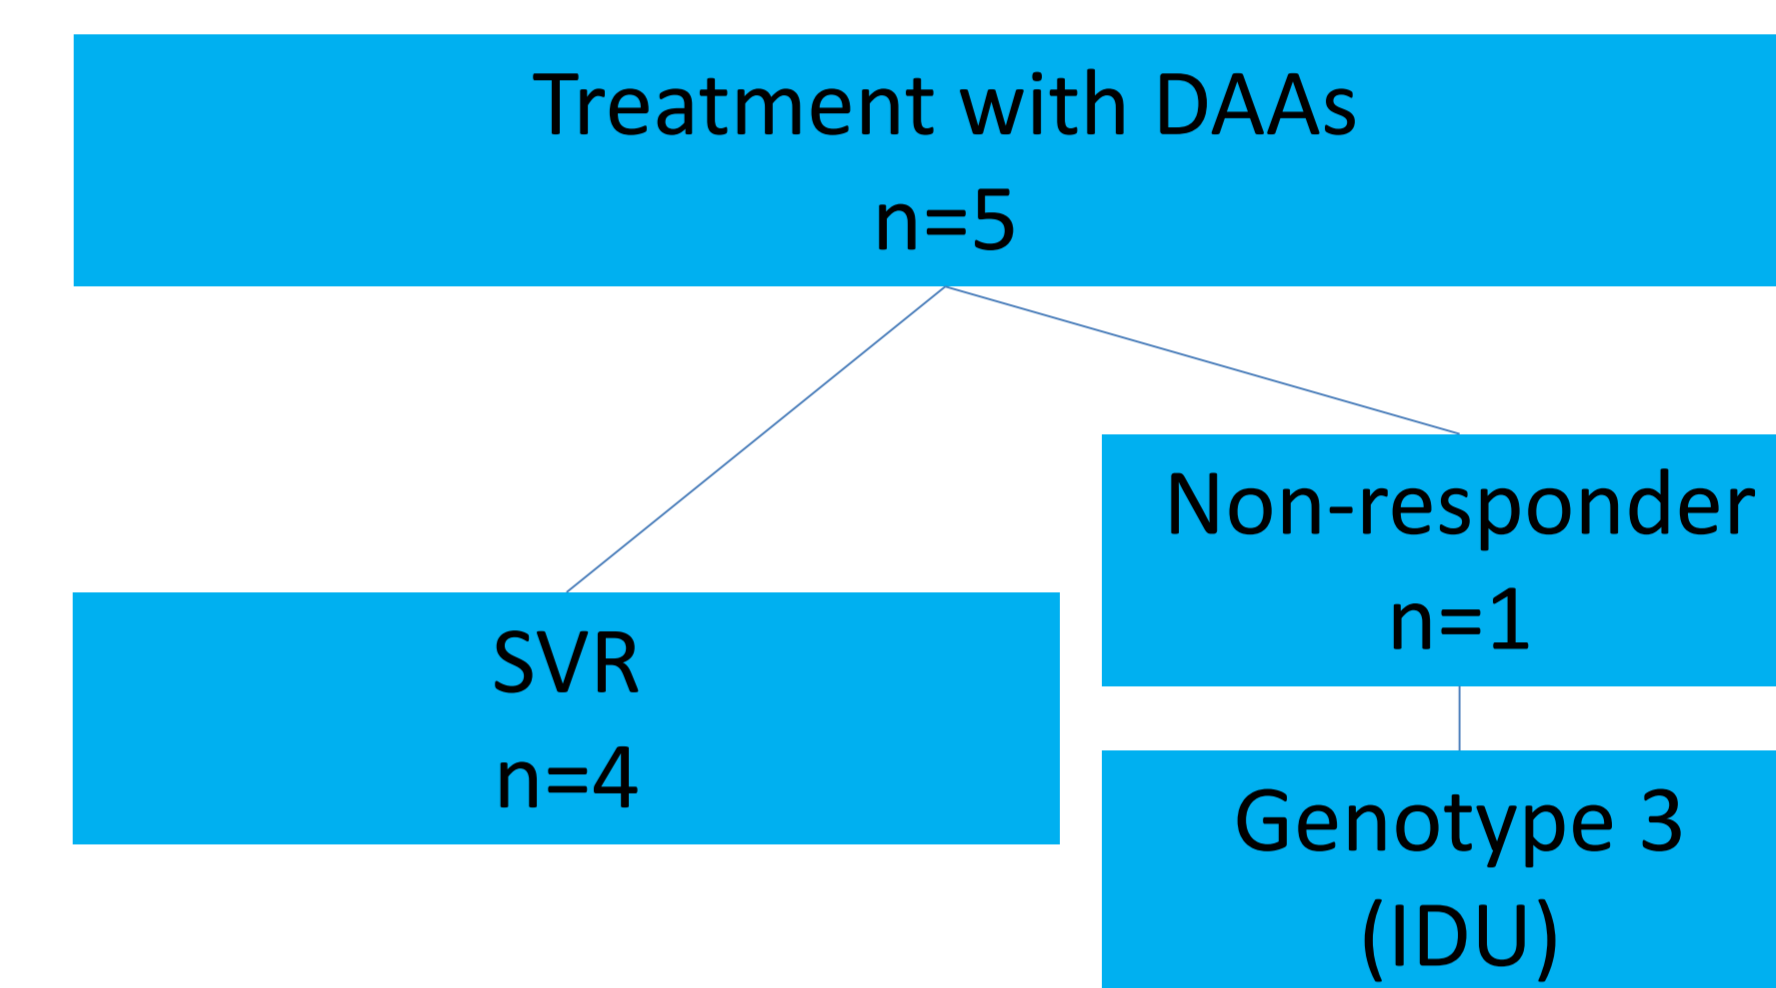 Treatment with DAAs
n=5
Non-responder
n=1
SVR
n=4
Genotype 3
(IDU)